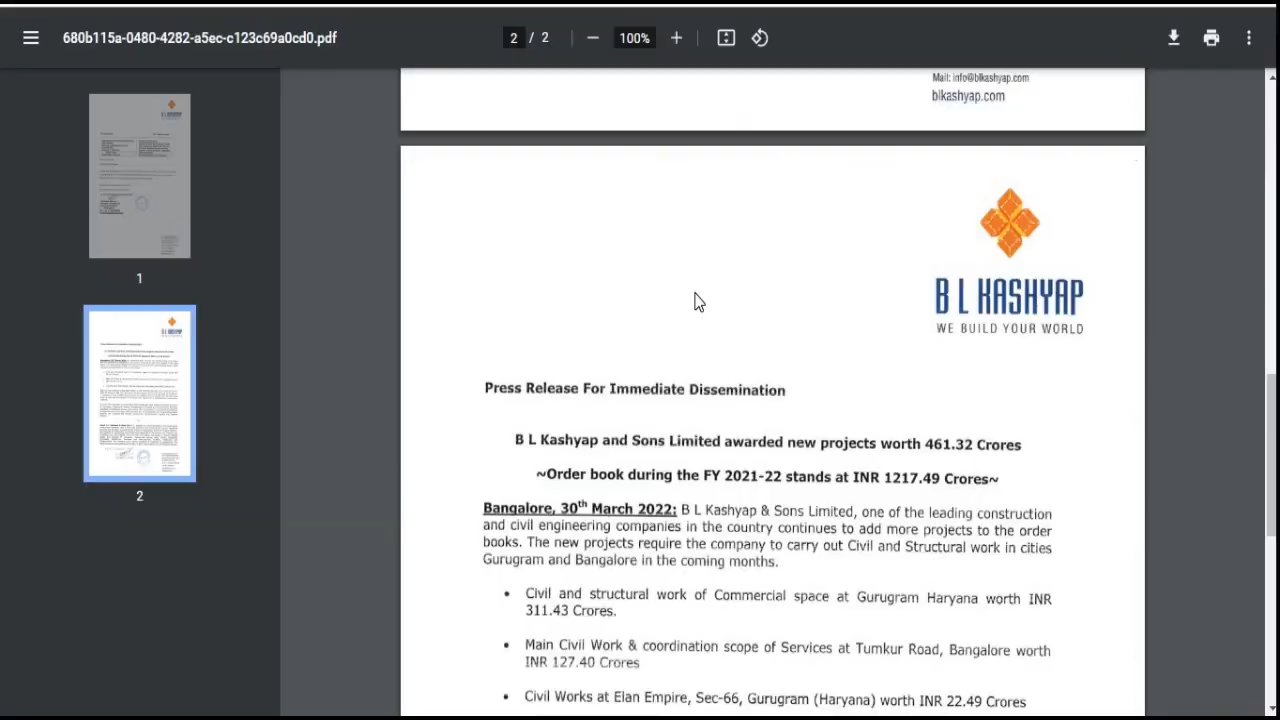 680b115a-0480-4282-a5ec-c123c69a0cd0.pdf
2 / 2
100%
Mail: info@blkashyap.com
blkashyap.com
1
2
B L KASHYAP
WE BUILD YOUR WORLD
Press Release For Immediate Dissemination
B L Kashyap and Sons Limited awarded new projects worth 461.32 Crores
~Order book during the FY 2021-22 stands at INR 1217.49 Crores~
Bangalore, 30th March 2022: B L Kashyap & Sons Limited, one of the leading construction
and civil engineering companies in the country continues to add more projects to the order
books. The new projects require the company to carry out Civil and Structural work in cities
Gurugram and Bangalore in the coming months.
• Civil and structural work of Commercial space at Gurugram Haryana worth INR
311.43 Crores.
• Main Civil Work & coordination scope of Services at Tumkur Road, Bangalore worth
INR 127.40 Crores
• Civil Works at Elan Empire, Sec-66, Gurugram (Haryana) worth INR 22.49 Crores